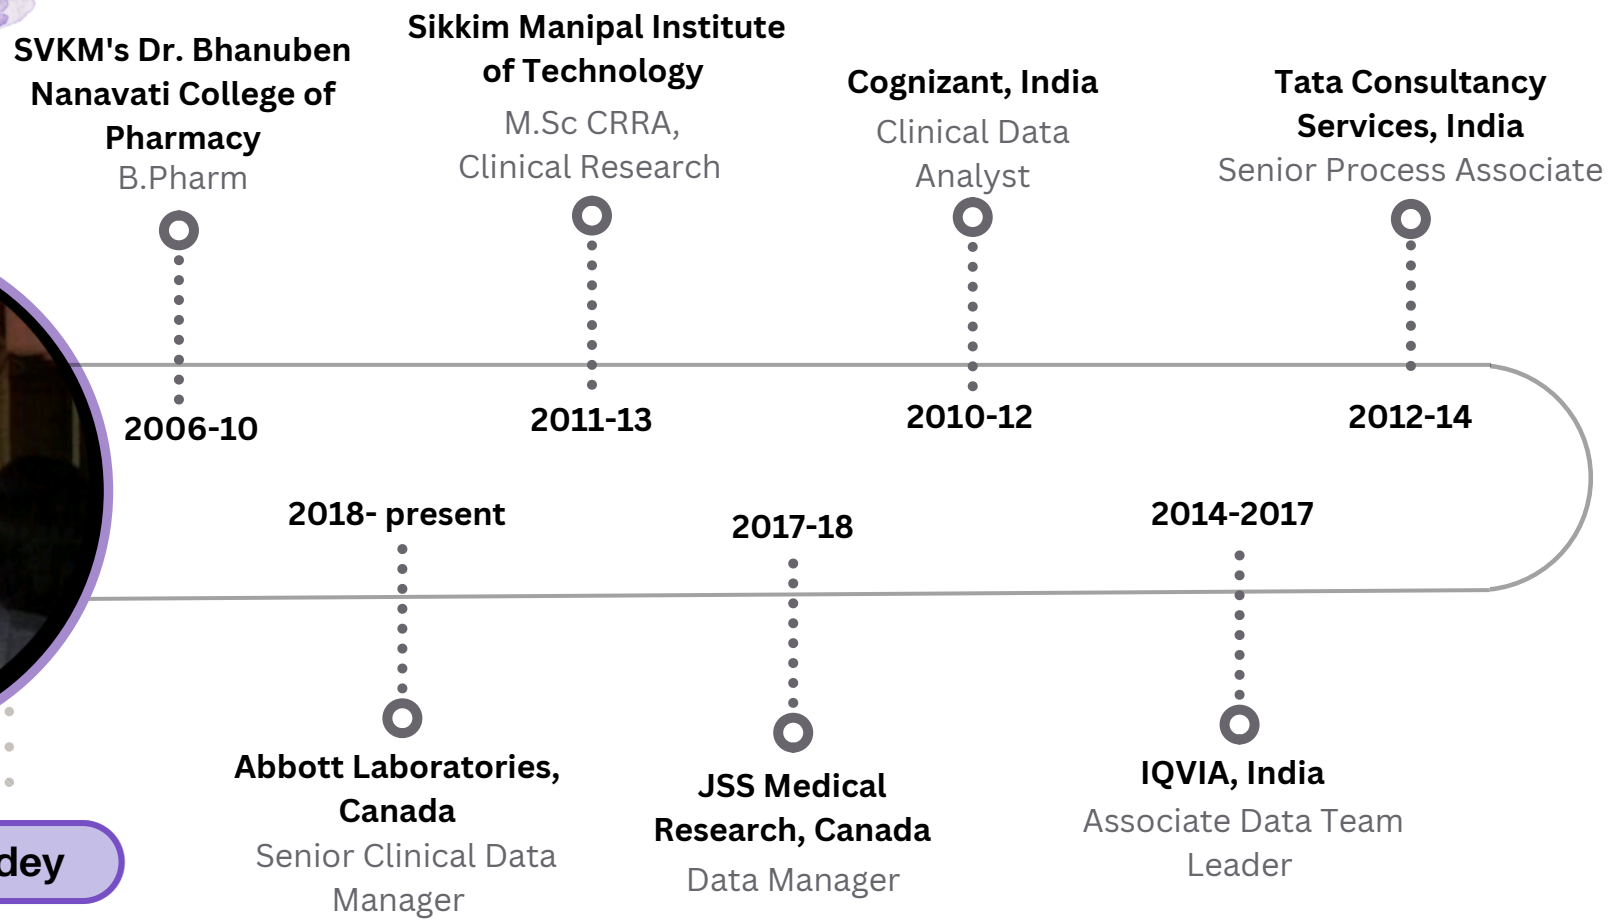 SVKM's Dr. Bhanuben
Nanavati College of
Pharmacy
B.Pharm
2006-10
Sikkim Manipal Institute
of Technology
M.Sc CRRA,
Clinical Research
2011-13
Cognizant, India
Clinical Data
Analyst
2010-12
Tata Consultancy
Services, India
Senior Process Associate
2012-14
2014-2017
IQVIA, India
Associate Data Team
Leader
2017-18
JSS Medical
Research, Canada
Data Manager
2018- present
Abbott Laboratories,
Canada
Senior Clinical Data
Manager
dey